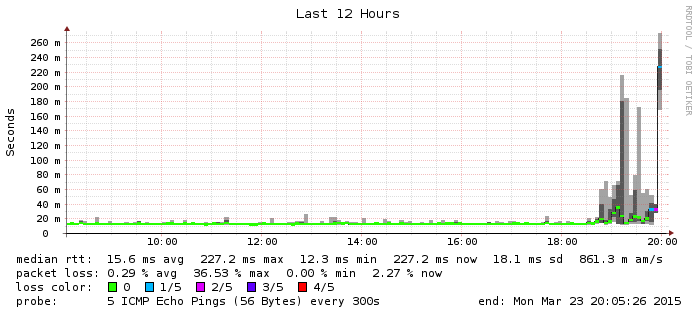 Last 12 Hours
RRDTOOL / TOBI OETIKER
Seconds
260 m
240 m
220 m
200 m
180 m
160 m
140 m
120 m
100 m
80 m
60 m
40 m
20 m
0
10:00 12:00 14:00 16:00 18:00 20:00
median rtt: 15.6 ms avg 227.2 ms max 12.3 ms min 227.2 ms now 18.1 ms sd 861.3 m am/s
packet loss: 0.29 % avg 36.53 % max 0.00 % min 2.27 % now
loss color: 0 1/5 2/5 3/5 4/5
probe: 5 ICMP Echo Pings (56 Bytes) every 300s end: Mon Mar 23 20:05:26 2015